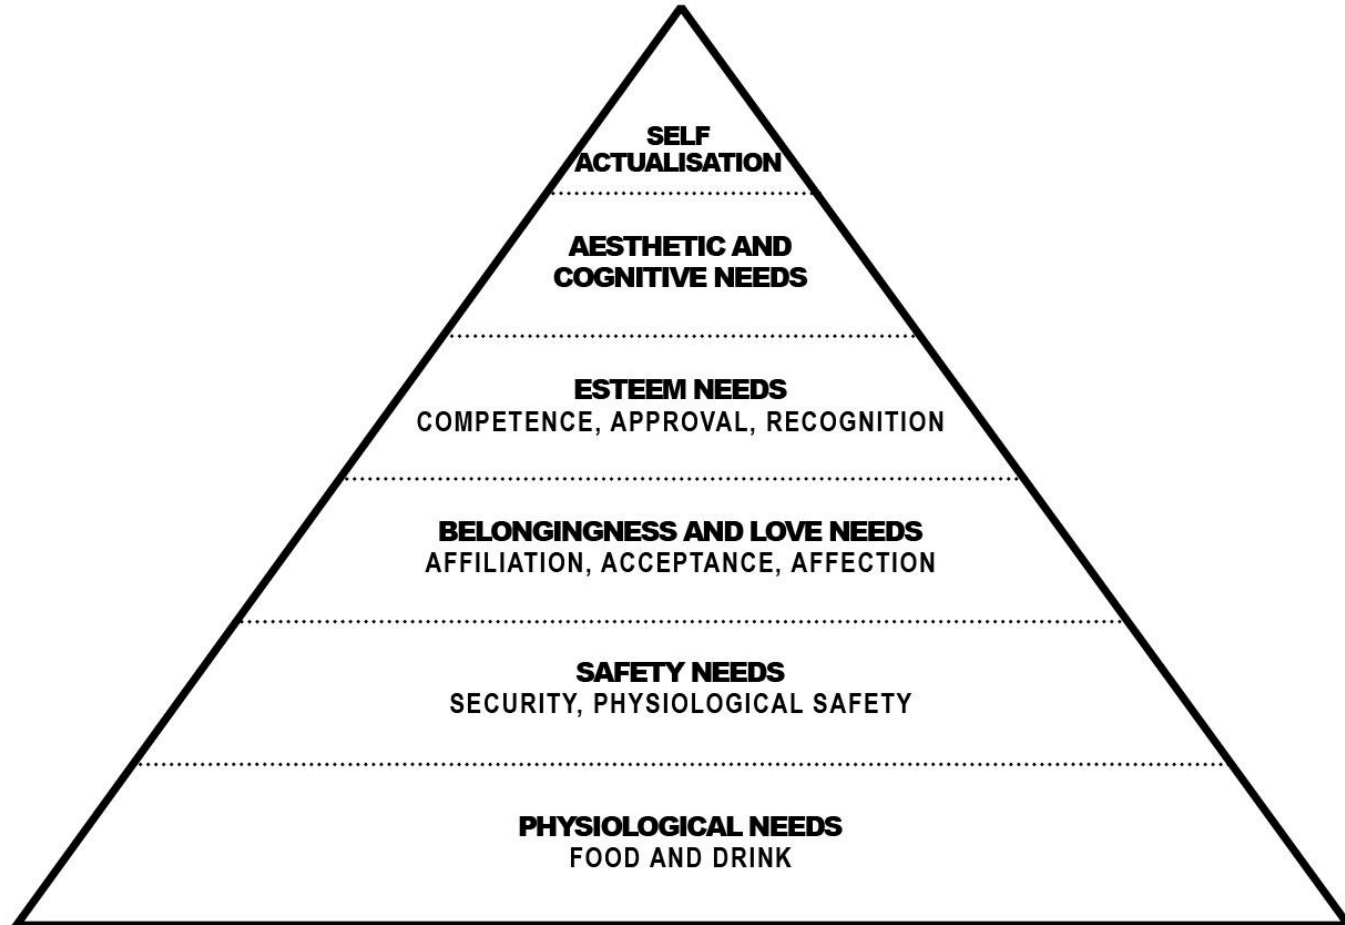 SELF
ACTUALISATION
AESTHETIC AND
COGNITIVE NEEDS
ESTEEM NEEDS
COMPETENCE, APPROVAL, RECOGNITION
BELONGINGNESS AND LOVE NEEDS
AFFILIATION, ACCEPTANCE, AFFECTION
SAFETY NEEDS
SECURITY, PHYSIOLOGICAL SAFETY
PHYSIOLOGICAL NEEDS
FOOD AND DRINK